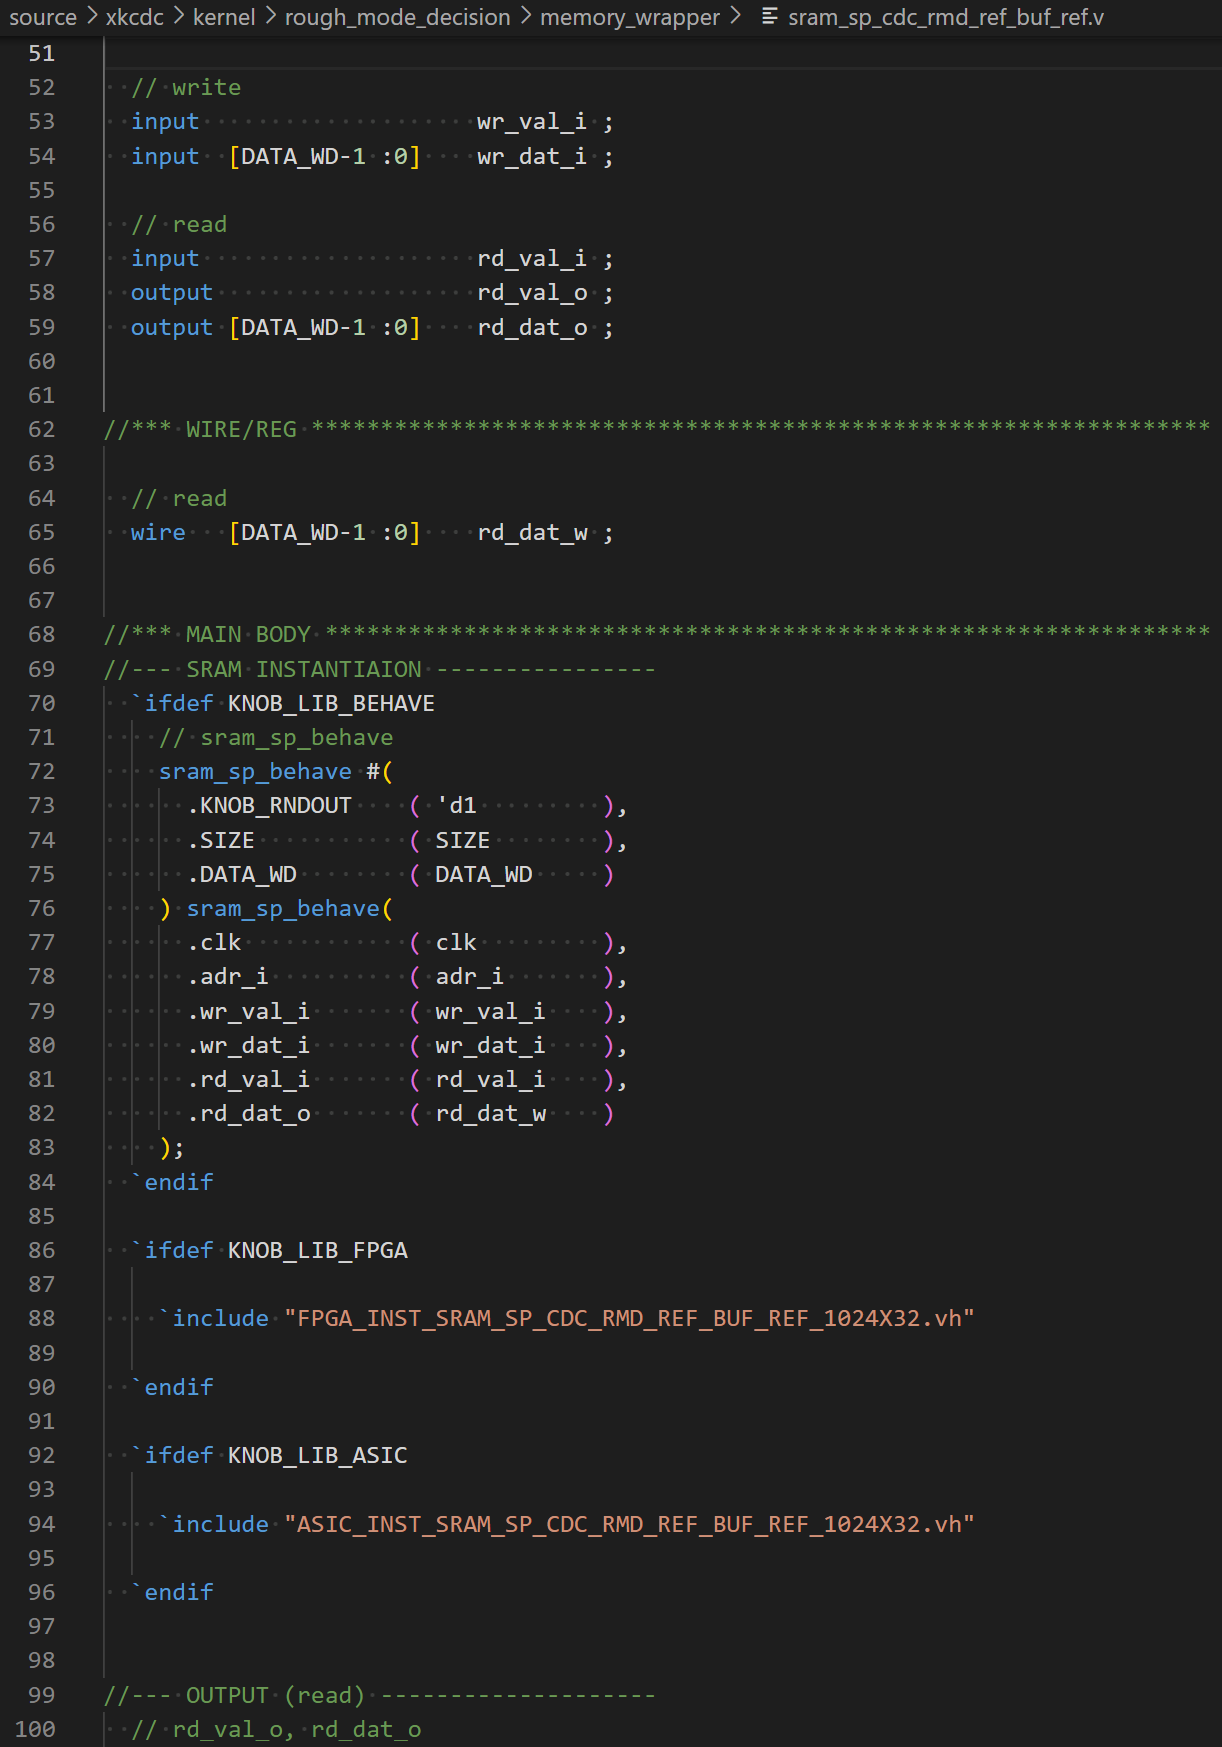 source > xkcdc > kernel > rough_mode_decision > memory_wrapper > sram_sp_cdc_rmd_ref_buf_ref.v
51
52 // write
53 input wr_val_i ;
54 input [DATA_WD-1 :0] wr_dat_i ;
55
56 // read
57 input rd_val_i ;
58 output rd_val_o ;
59 output [DATA_WD-1 :0] rd_dat_o ;
60
61
62 //*** WIRE/REG *****************************************************************
63
64 // read
65 wire [DATA_WD-1 :0] rd_dat_w ;
66
67
68 //*** MAIN BODY ****************************************************************
69 //--- SRAM INSTANTIAION ----------------
70 `ifdef KNOB_LIB_BEHAVE
71 // sram_sp_behave
72 sram_sp_behave #(
73 .KNOB_RNDOUT ( 'd1 ),
74 .SIZE ( SIZE ),
75 .DATA_WD ( DATA_WD )
76 ) sram_sp_behave(
77 .clk ( clk ),
78 .adr_i ( adr_i ),
79 .wr_val_i ( wr_val_i ),
80 .wr_dat_i ( wr_dat_i ),
81 .rd_val_i ( rd_val_i ),
82 .rd_dat_o ( rd_dat_w )
83 );
84 `endif
85
86 `ifdef KNOB_LIB_FPGA
87
88 `include "FPGA_INST_SRAM_SP_CDC_RMD_REF_BUF_REF_1024X32.vh"
89
90 `endif
91
92 `ifdef KNOB_LIB_ASIC
93
94 `include "ASIC_INST_SRAM_SP_CDC_RMD_REF_BUF_REF_1024X32.vh"
95
96 `endif
97
98
99 //--- OUTPUT (read) --------------------
100 // rd_val_o, rd_dat_o